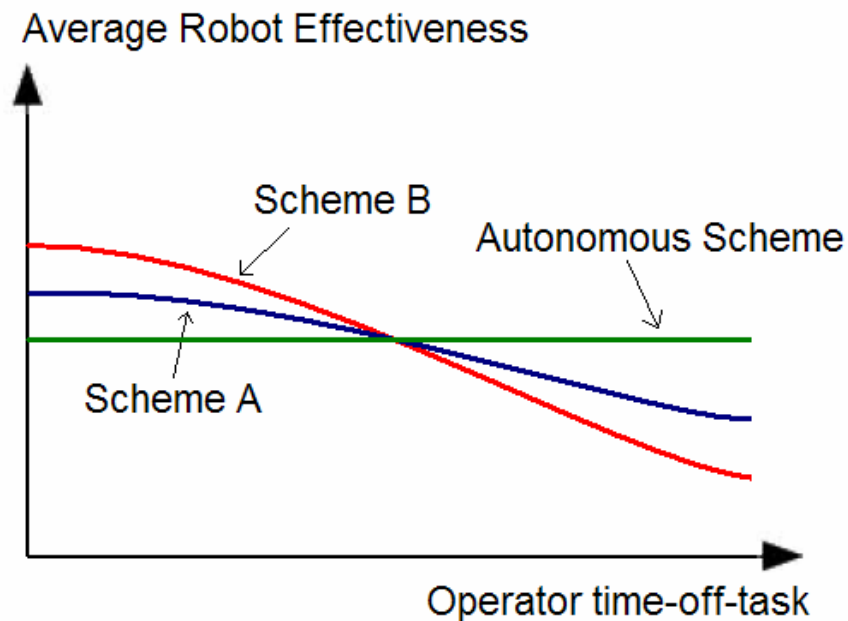 Average Robot Effectiveness
Scheme B
Autonomous Scheme
Scheme A
Operator time-off-task